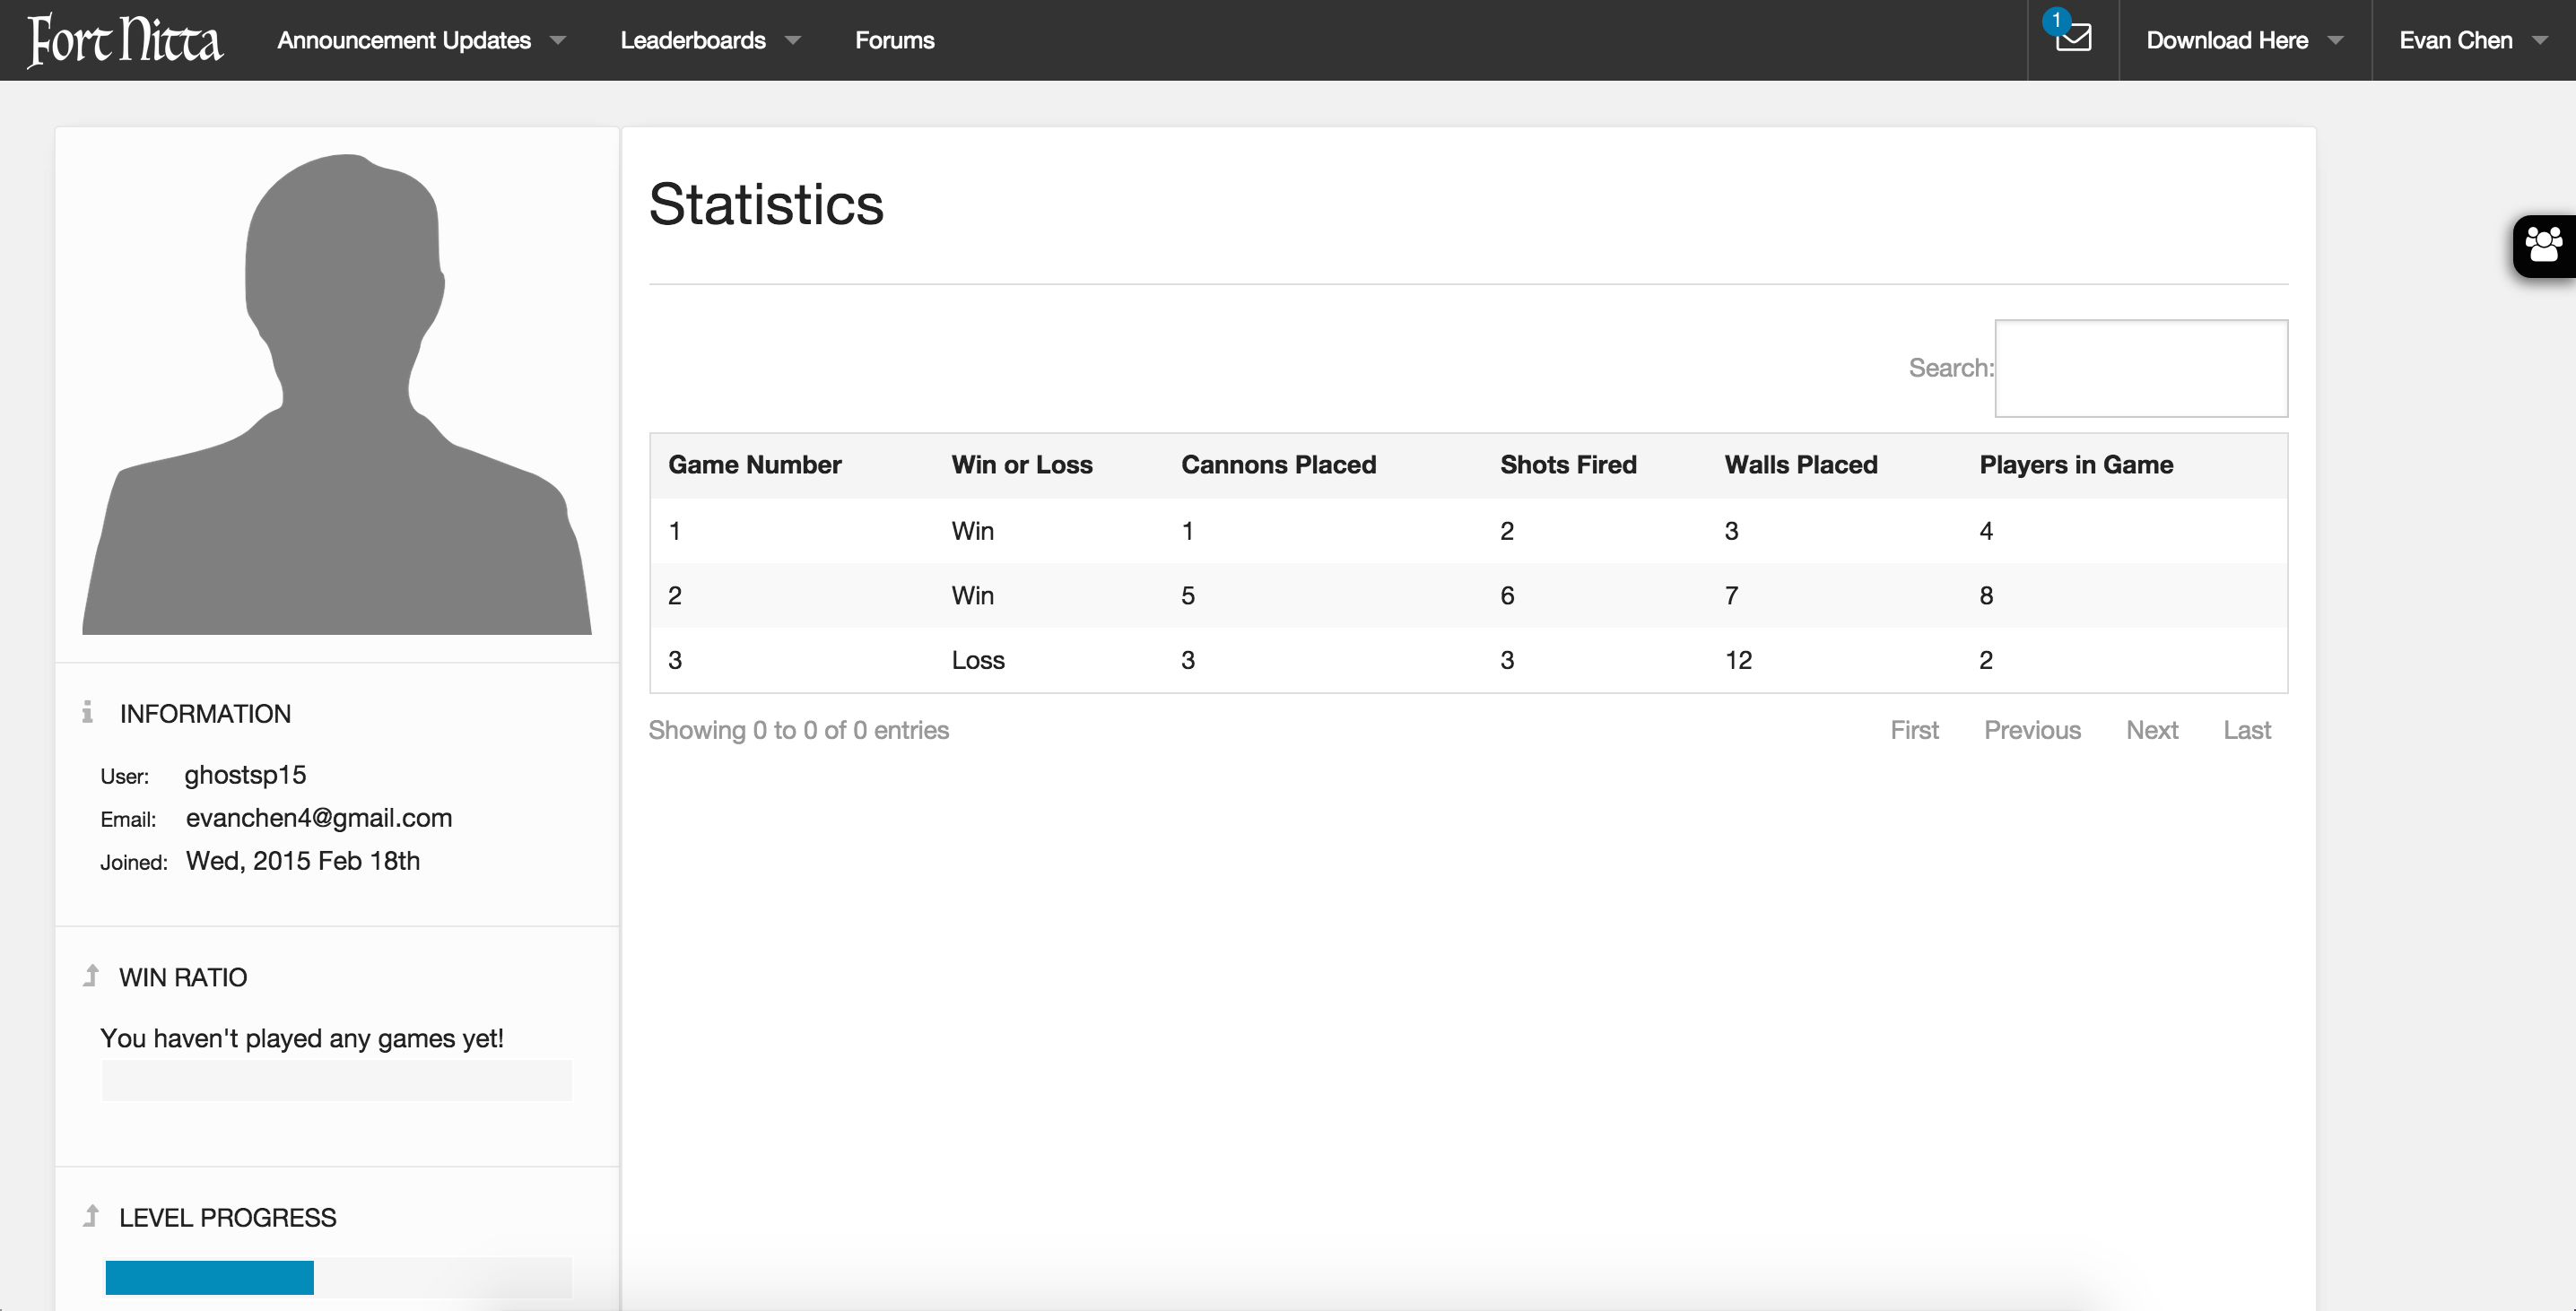 Fort Nitta Announcement Updates Leaderboards Forums 1 Download Here Evan Chen
Statistics
Search:
Game Number Win or Loss Cannons Placed Shots Fired Walls Placed Players in Game
1 Win 1 2 3 4
2 Win 5 6 7 8
3 Loss 3 3 12 2
Showing 0 to 0 of 0 entries First Previous Next Last
INFORMATION
User: ghostsp15
Email: evanchen4@gmail.com
Joined: Wed, 2015 Feb 18th
WIN RATIO
You haven't played any games yet!
LEVEL PROGRESS